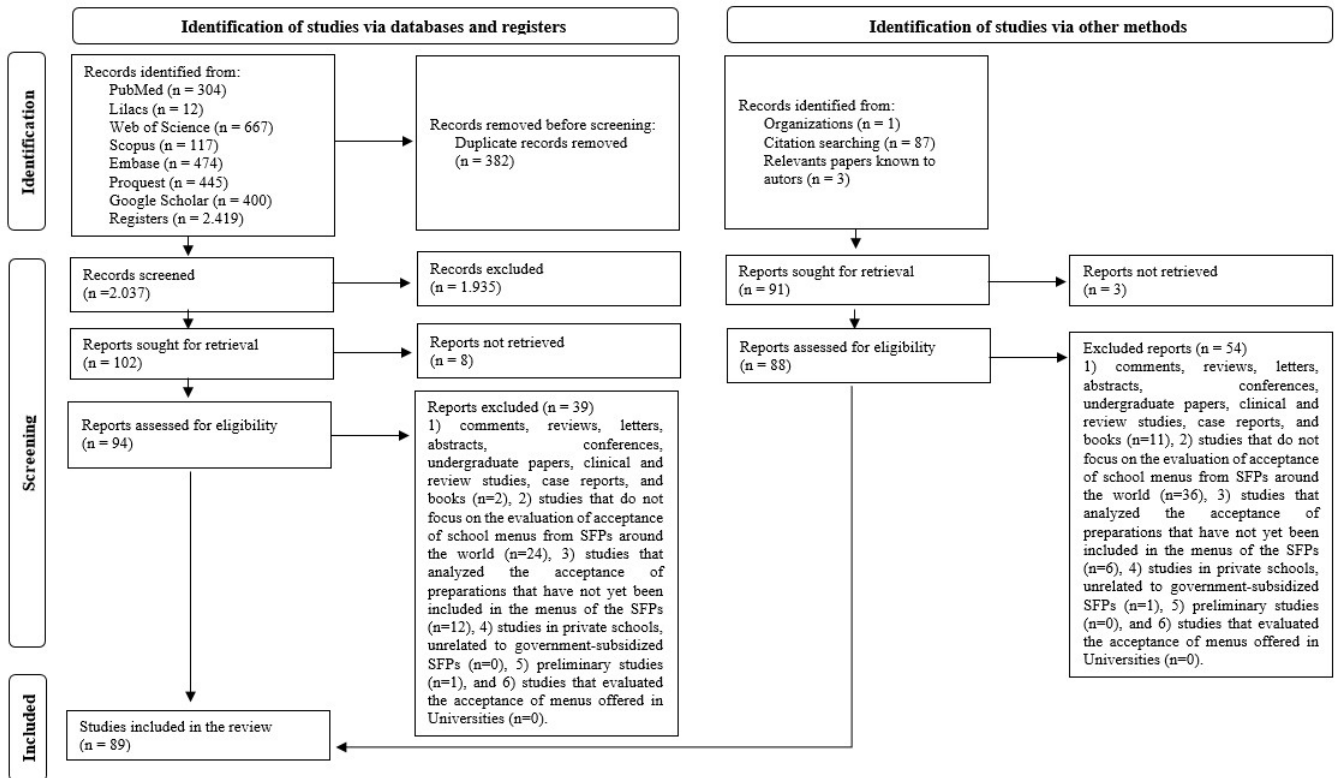 Identification of studies via databases and registers
Identification of studies via other methods
Identification
Records identified from:
PubMed (n = 304)
Lilacs (n = 12)
Web of Science (n = 667)
Scopus (n = 117)
Embase (n = 474)
Proquest (n = 445)
Google Scholar (n = 400)
Registers (n = 2.419)
Records removed before screening:
Duplicate records removed
(n = 382)
Records identified from:
Organizations (n = 1)
Citation searching (n = 87)
Relevants papers known to
autors (n = 3)
Screening
Records screened
(n =2.037)
Records excluded
(n = 1.935)
Reports sought for retrieval
(n = 91)
Reports not retrieved
(n = 3)
Reports sought for retrieval
(n = 102)
Reports not retrieved
(n = 8)
Reports assessed for eligibility
(n = 88)
Excluded reports (n = 54)
1) comments, reviews, letters,
abstracts, conferences,
undergraduate papers, clinical and
review studies, case reports, and
books (n=11), 2) studies that do not
focus on the evaluation of acceptance
of school menus from SFPs around
the world (n=36), 3) studies that
analyzed the acceptance of
preparations that have not yet been
included in the menus of the SFPs
(n=6), 4) studies in private schools,
unrelated to government-subsidized
SFPs (n=1), 5) preliminary studies
(n=0), and 6) studies that evaluated
the acceptance of menus offered in
Universities (n=0).
Reports assessed for eligibility
(n = 94)
Reports excluded (n = 39)
1) comments, reviews, letters,
abstracts, conferences,
undergraduate papers, clinical and
review studies, case reports, and
books (n=2), 2) studies that do not
focus on the evaluation of acceptance
of school menus from SFPs around
the world (n=24), 3) studies that
analyzed the acceptance of
preparations that have not yet been
included in the menus of the SFPs
(n=12), 4) studies in private schools,
unrelated to government-subsidized
SFPs (n=0), 5) preliminary studies
(n=1), and 6) studies that evaluated
the acceptance of menus offered in
Universities (n=0).
Included
Studies included in the review
(n = 89)